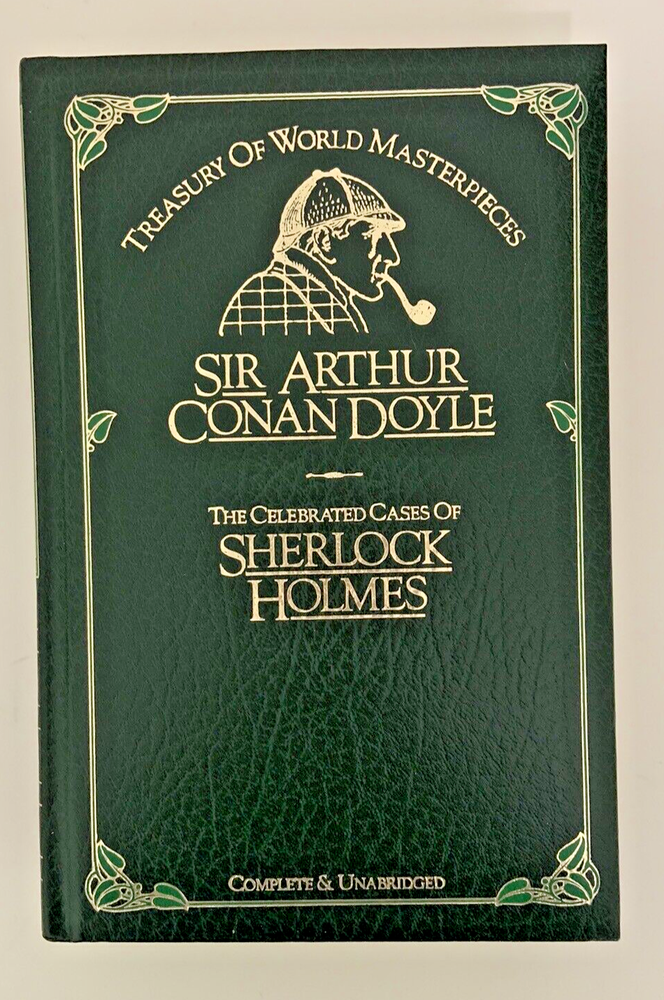 TREASURY OF WORLD MASTERPIECES
SIR ARTHUR
CONAN DOYLE
THE CELEBRATED CASES OF
SHERLOCK
HOLMES
COMPLETE & UNABRIDGED